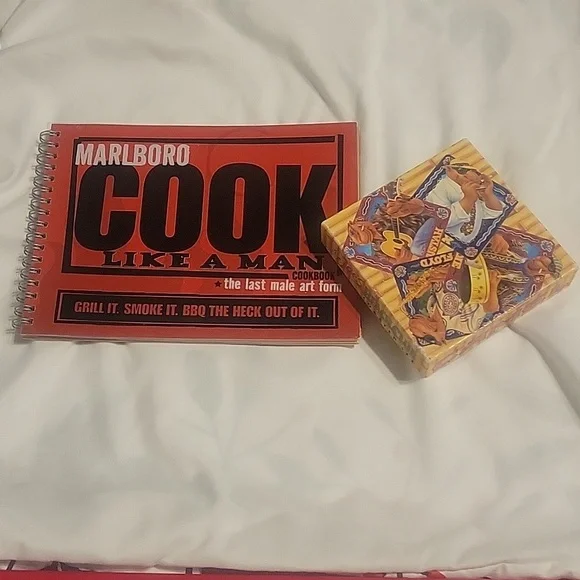 MARLBORO
COOK
LIKE A MAN
COOKBOOK
★ the last male art form
GRILL IT. SMOKE IT. BBQ THE HECK OUT OF IT.
FLOYD